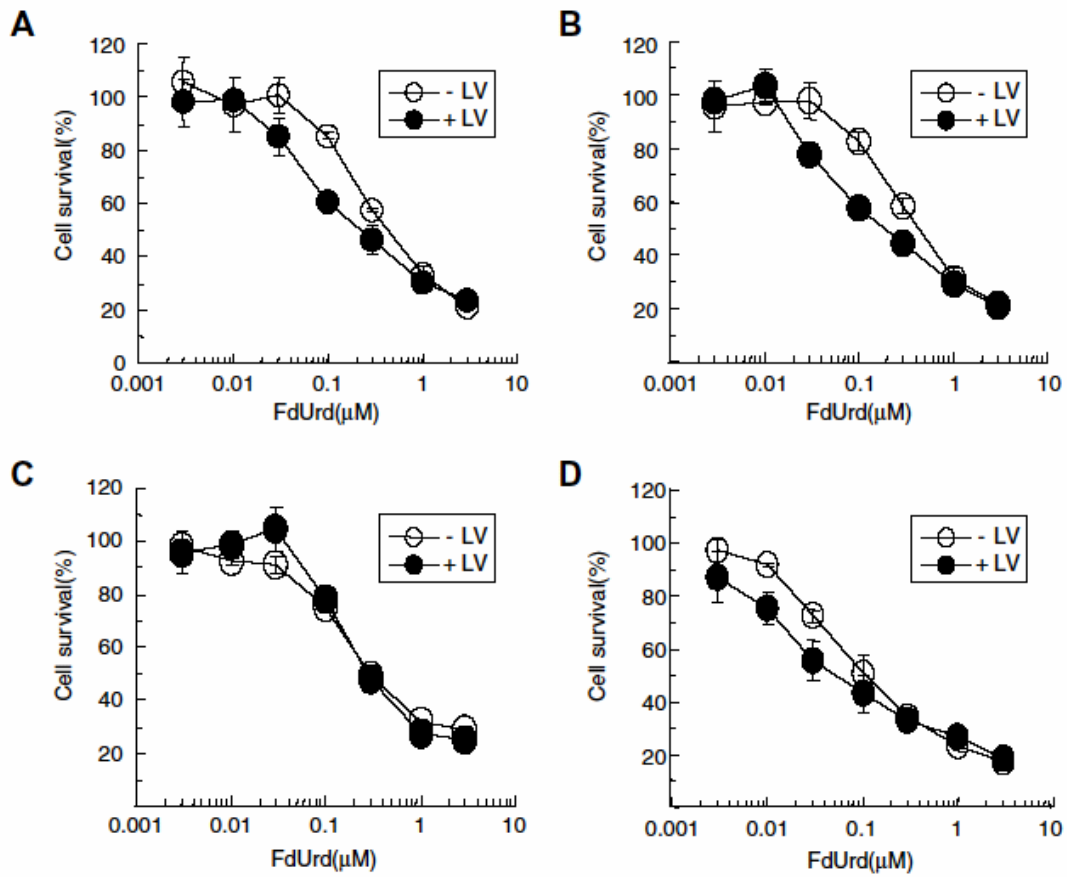 A
120
100
80
60
40
20
0
Cell survival(%)
- LV
+ LV
0.001 0.01 0.1 1 10
FdUrd(μM)
B
120
100
80
60
40
20
Cell survival(%)
- LV
+ LV
0.001 0.01 0.1 1 10
FdUrd(μM)
C
120
100
80
60
40
20
Cell survival(%)
- LV
+ LV
0.001 0.01 0.1 1 10
FdUrd(μM)
D
120
100
80
60
40
20
Cell survival(%)
- LV
+ LV
0.001 0.01 0.1 1 10
FdUrd(μM)